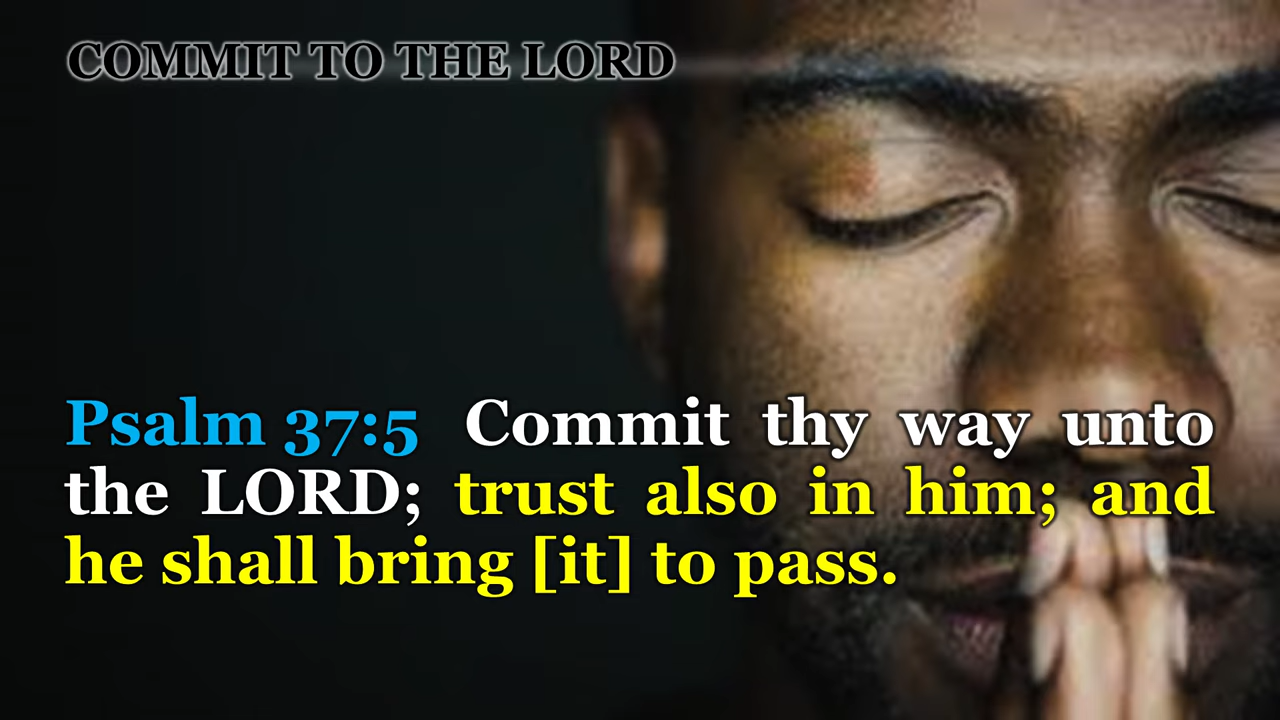 COMMIT TO THE LORD
Psalm 37:5 Commit thy way unto
the LORD; trust also in him; and
he shall bring [it] to pass.